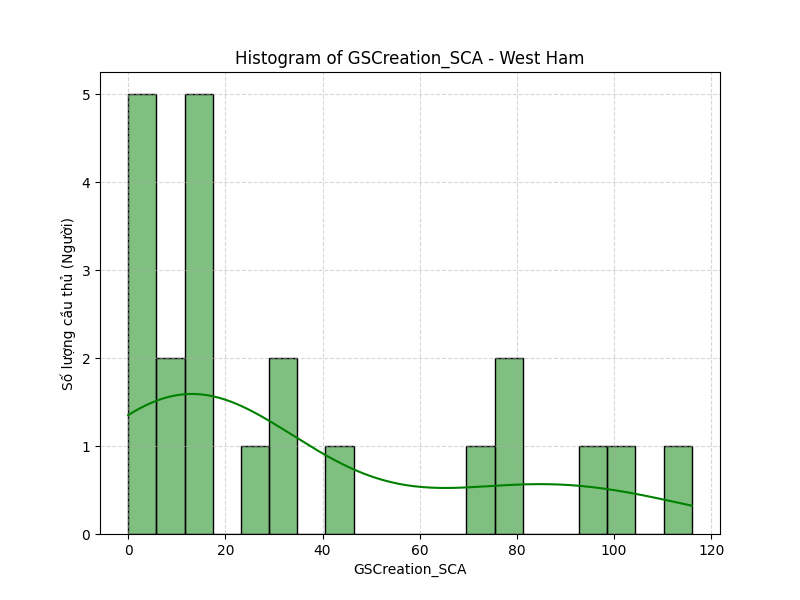 Histogram of GSCreation_SCA - West Ham
Số lượng cầu thủ (Người)
5
4
3
2
1
0
0 20 40 60 80 100 120
GSCreation_SCA